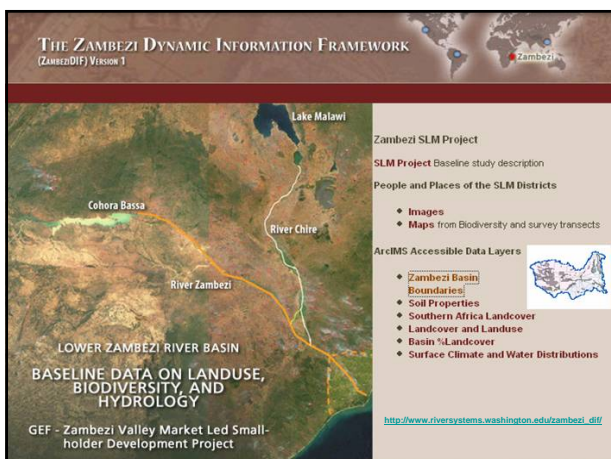 THE ZAMBEZI DYNAMIC INFORMATION FRAMEWORK
(ZAMBEZIDIF) VERSION 1
Zambezi
Lake Malawi
Cohora Bassa
River Chire
River Zambezi
LOWER ZAMBEZI RIVER BASIN
BASELINE DATA ON LANDUSE,
BIODIVERSITY, AND
HYDROLOGY
GEF - Zambezi Valley Market Led Small-
holder Development Project
Zambezi SLM Project
SLM Project Baseline study description
People and Places of the SLM Districts
Images
Maps from Biodiversity and survey transects
ArcIMS Accessible Data Layers
Zambezi Basin
Boundaries
Soil Properties
Southern Africa Landcover
Landcover and Landuse
Basin %Landcover
Surface Climate and Water Distributions
http://www.riversystems.washington.edu/zambezi_dif/